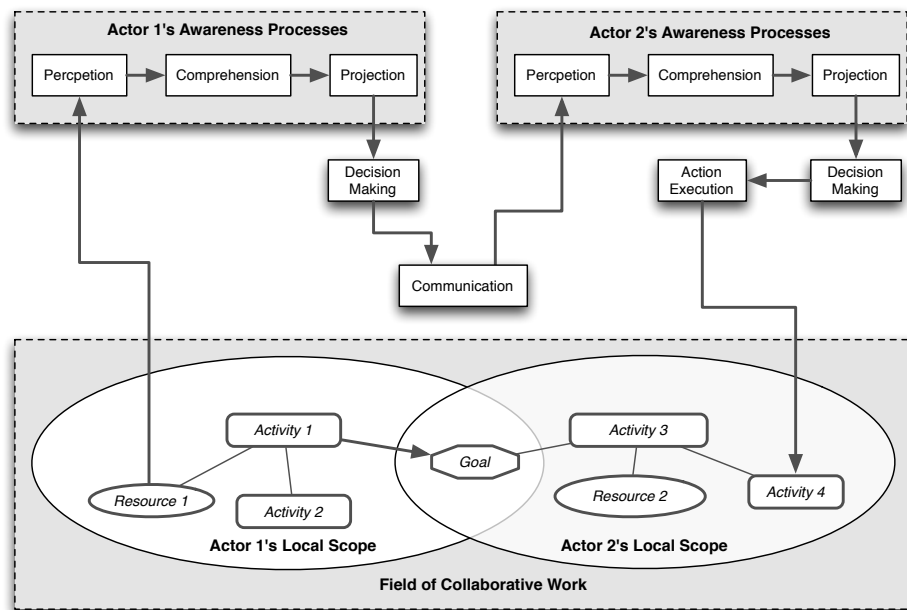 Actor 1's Awareness Processes
Percpetion
Comprehension
Projection
Actor 2's Awareness Processes
Percpetion
Comprehension
Projection
Decision
Making
Action
Execution
Decision
Making
Communication
Activity 1
Activity 3
Goal
Resource 1
Activity 2
Resource 2
Activity 4
Actor 1's Local Scope
Actor 2's Local Scope
Field of Collaborative Work